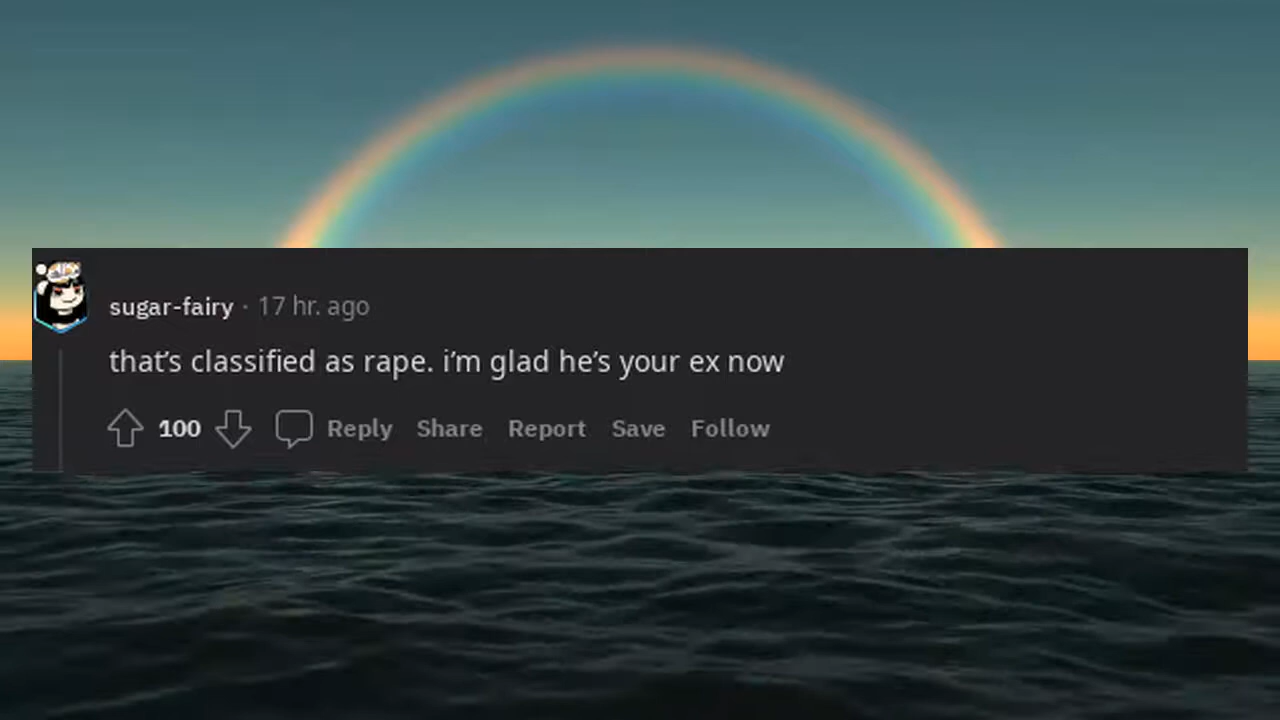 sugar-fairy · 17 hr. ago
that’s classified as rape. i’m glad he’s your ex now
100 Reply Share Report Save Follow